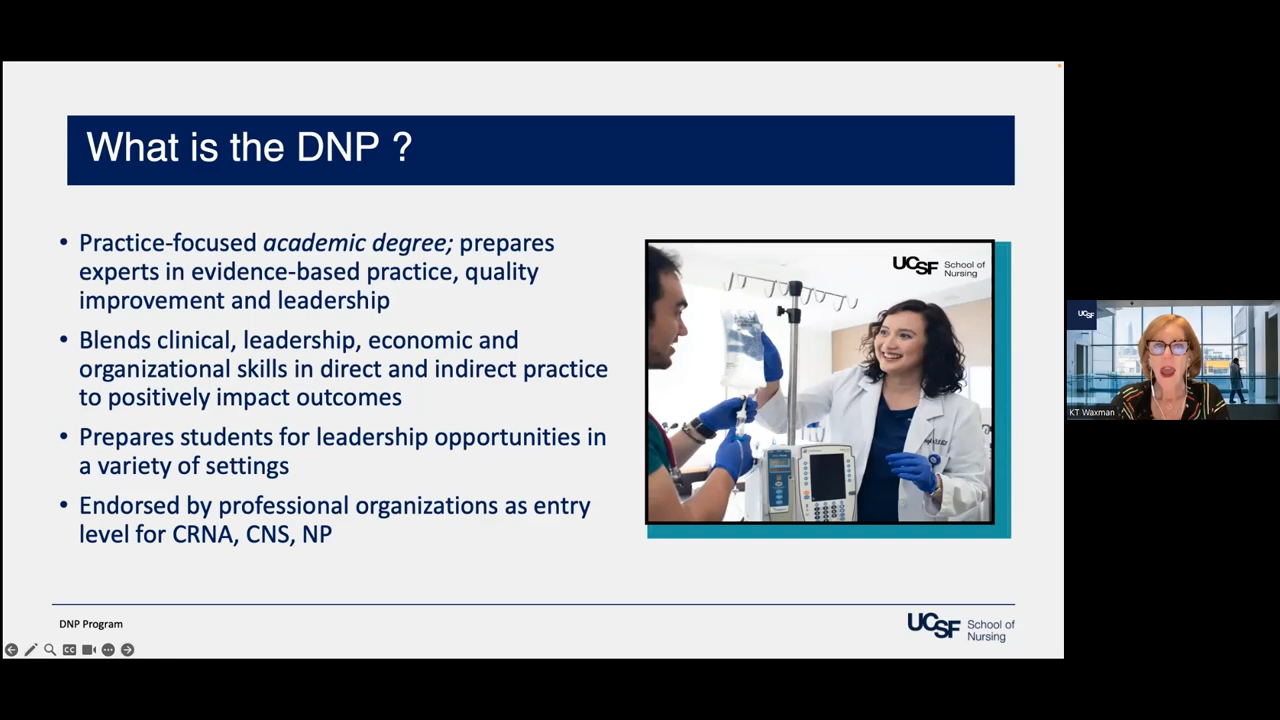 What is the DNP ?
• Practice-focused academic degree; prepares
experts in evidence-based practice, quality
improvement and leadership
• Blends clinical, leadership, economic and
organizational skills in direct and indirect practice
to positively impact outcomes
• Prepares students for leadership opportunities in
a variety of settings
• Endorsed by professional organizations as entry
level for CRNA, CNS, NP
UCSF School of
Nursing
UCSF
KT Waxman
DNP Program
UCSF School of
Nursing
CC